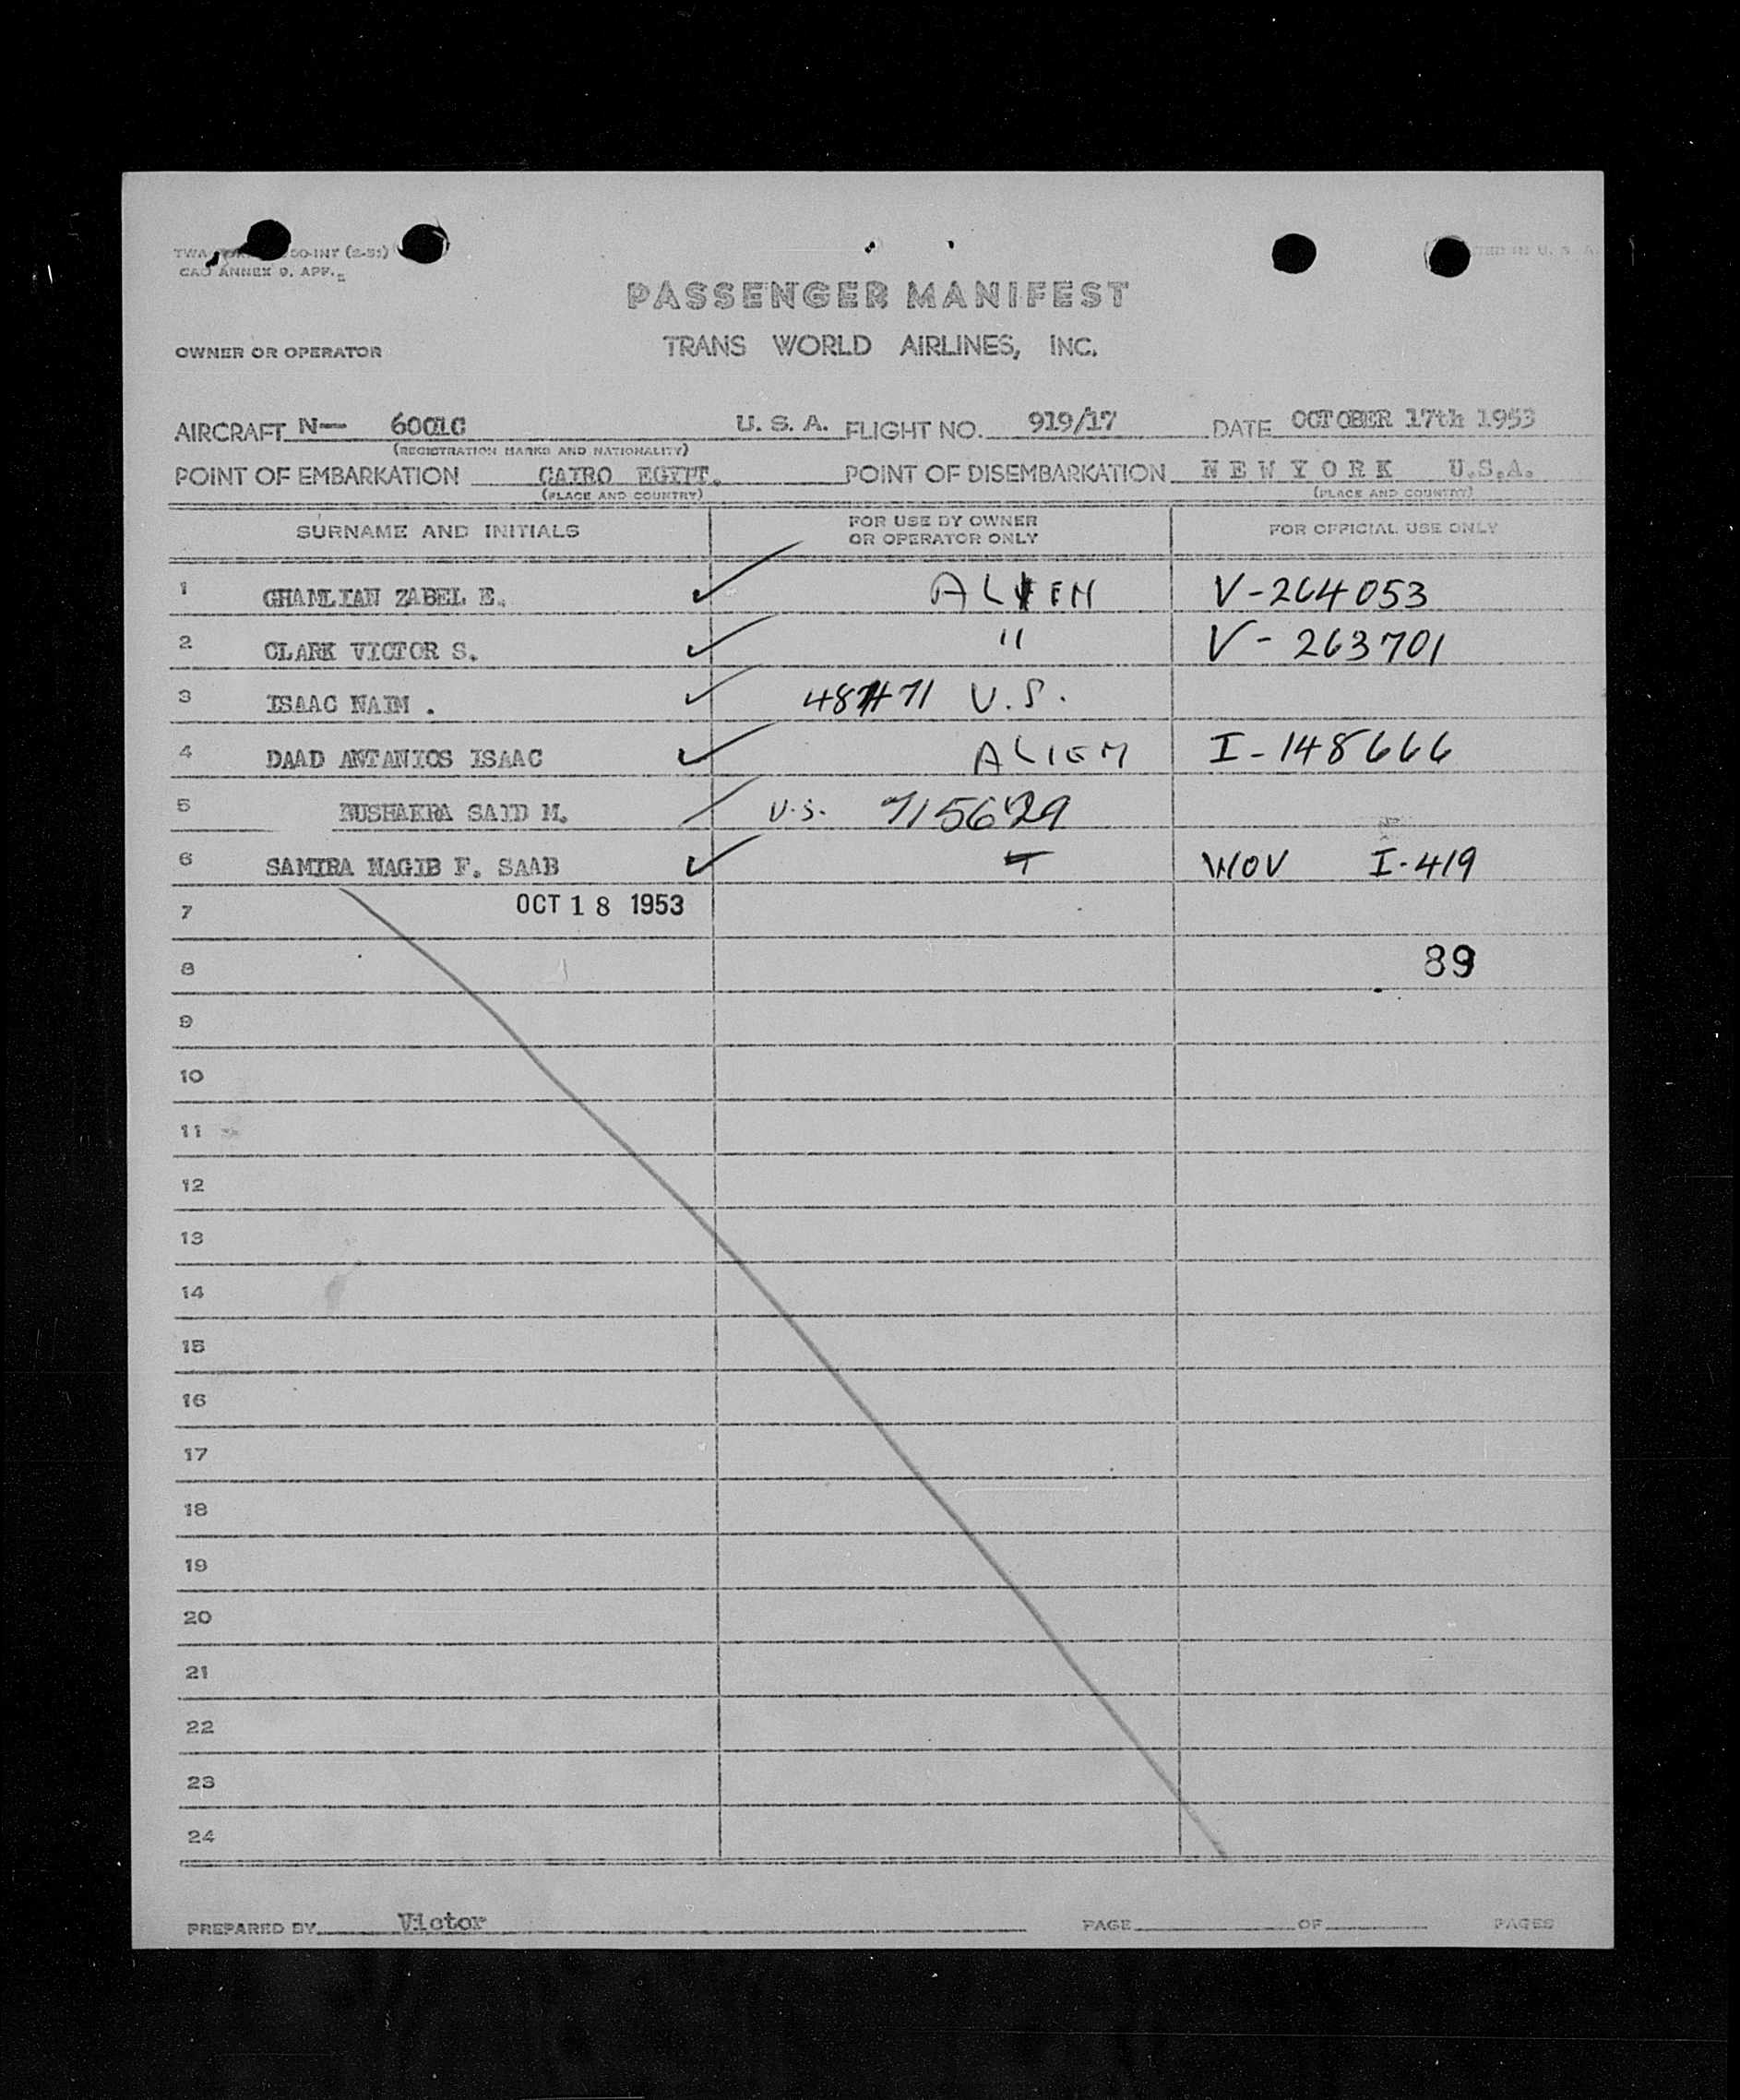 CAO ANNEX 9. APP.
PASSENGER MANIFEST
OWNER OR OPERATOR TRANS WORLD AIRLINES, INC.
AIRCRAFT N- 6001C U. S. A. FLIGHT NO. 919/17 DATE OCTOBER 17th 1953
(REGISTRATION MARKS AND NATIONALITY)
POINT OF EMBARKATION CAIRO EGYPT. POINT OF DISEMBARKATION N E W Y O R K U.S.A.
(PLACE AND COUNTRY) (PLACE AND COUNTRY)
SURNAME AND INITIALS FOR USE BY OWNER OR OPERATOR ONLY FOR OFFICIAL USE ONLY
1 GHAMLIAN ZABEL E. ALIEN V-264053
2 CLARK VICTOR S. " V-263701
3 ISAAC NAIM . U.S.
4 DAAD ANTANIOS ISAAC ALIEN I-148666
5 BUSHAKRA SAID M. U.S. 715629
6 SAMIRA NAGIB F. SAAB WOV I-419
7 OCT 18 1953
8 89
9
10
11
12
13
14
15
16
17
18
19
20
21
22
23
24
PREPARED BY Victor PAGE OF PAGES